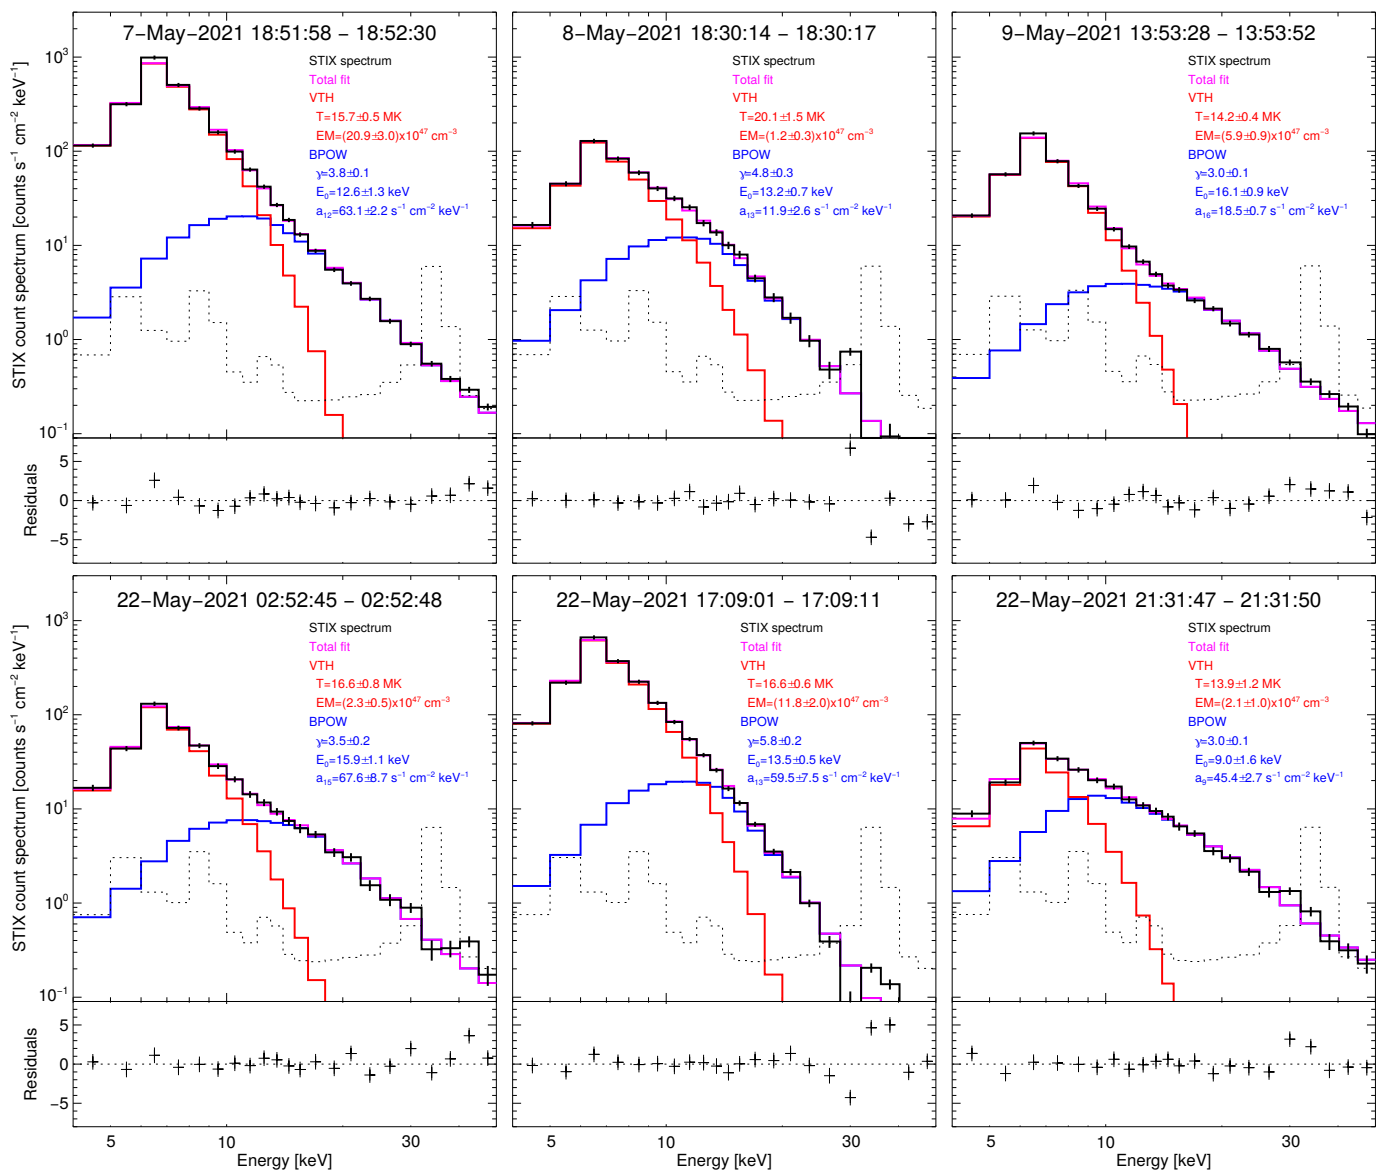 7−May−2021 18:51:58 − 18:52:30
STIX spectrum
Total fit
VTH
T=15.7±0.5 MK
EM=(20.9±3.0)x10⁴⁷ cm⁻³
BPOW
γ=3.8±0.1
E₀=12.6±1.3 keV
a₁₂=63.1±2.2 s⁻¹ cm⁻² keV⁻¹
STIX count spectrum [counts s⁻¹ cm⁻² keV⁻¹]
10³
10²
10¹
10⁰
10⁻¹
8−May−2021 18:30:14 − 18:30:17
STIX spectrum
Total fit
VTH
T=20.1±1.5 MK
EM=(1.2±0.3)x10⁴⁷ cm⁻³
BPOW
γ=4.8±0.3
E₀=13.2±0.7 keV
a₁₃=11.9±2.6 s⁻¹ cm⁻² keV⁻¹
9−May−2021 13:53:28 − 13:53:52
STIX spectrum
Total fit
VTH
T=14.2±0.4 MK
EM=(5.9±0.9)x10⁴⁷ cm⁻³
BPOW
γ=3.0±0.1
E₀=16.1±0.9 keV
a₁₆=18.5±0.7 s⁻¹ cm⁻² keV⁻¹
Residuals
5
0
−5
22−May−2021 02:52:45 − 02:52:48
STIX spectrum
Total fit
VTH
T=16.6±0.8 MK
EM=(2.3±0.5)x10⁴⁷ cm⁻³
BPOW
γ=3.5±0.2
E₀=15.9±1.1 keV
a₁₅=67.6±8.7 s⁻¹ cm⁻² keV⁻¹
STIX count spectrum [counts s⁻¹ cm⁻² keV⁻¹]
10³
10²
10¹
10⁰
10⁻¹
22−May−2021 17:09:01 − 17:09:11
STIX spectrum
Total fit
VTH
T=16.6±0.6 MK
EM=(11.8±2.0)x10⁴⁷ cm⁻³
BPOW
γ=5.8±0.2
E₀=13.5±0.5 keV
a₁₃=59.5±7.5 s⁻¹ cm⁻² keV⁻¹
22−May−2021 21:31:47 − 21:31:50
STIX spectrum
Total fit
VTH
T=13.9±1.2 MK
EM=(2.1±1.0)x10⁴⁷ cm⁻³
BPOW
γ=3.0±0.1
E₀=9.0±1.6 keV
a₉=45.4±2.7 s⁻¹ cm⁻² keV⁻¹
Residuals
5
0
−5
5 10 30
Energy [keV]
5 10 30
Energy [keV]
5 10 30
Energy [keV]